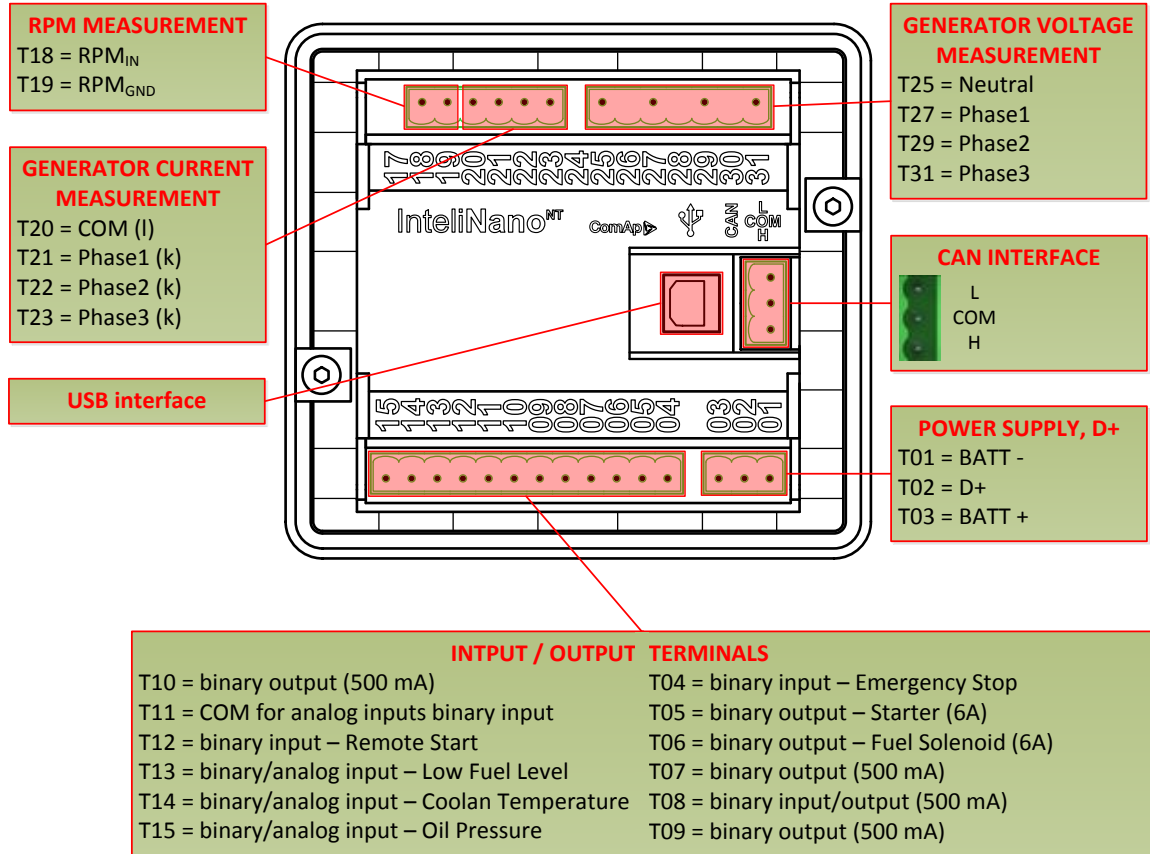 RPM MEASUREMENT
T18 = RPMIN
T19 = RPMGND
GENERATOR CURRENT
MEASUREMENT
T20 = COM (l)
T21 = Phase1 (k)
T22 = Phase2 (k)
T23 = Phase3 (k)
USB interface
17 18 19 20 21 22 23 24 25 26 27 28 29 30 31
InteliNanoNT
ComAp
CAN
L
COM
H
15 14 13 12 11 10 09 08 07 06 05 04 03 02 01
GENERATOR VOLTAGE
MEASUREMENT
T25 = Neutral
T27 = Phase1
T29 = Phase2
T31 = Phase3
CAN INTERFACE
L
COM
H
POWER SUPPLY, D+
T01 = BATT -
T02 = D+
T03 = BATT +
INTPUT / OUTPUT TERMINALS
T10 = binary output (500 mA)
T11 = COM for analog inputs binary input
T12 = binary input – Remote Start
T13 = binary/analog input – Low Fuel Level
T14 = binary/analog input – Coolan Temperature
T15 = binary/analog input – Oil Pressure
T04 = binary input – Emergency Stop
T05 = binary output – Starter (6A)
T06 = binary output – Fuel Solenoid (6A)
T07 = binary output (500 mA)
T08 = binary input/output (500 mA)
T09 = binary output (500 mA)